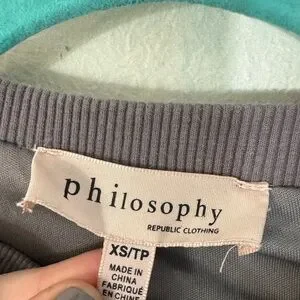 philosophy
REPUBLIC CLOTHING
XS/TP
MADE IN
CHINA
FABRIQUÉ
EN CHINE